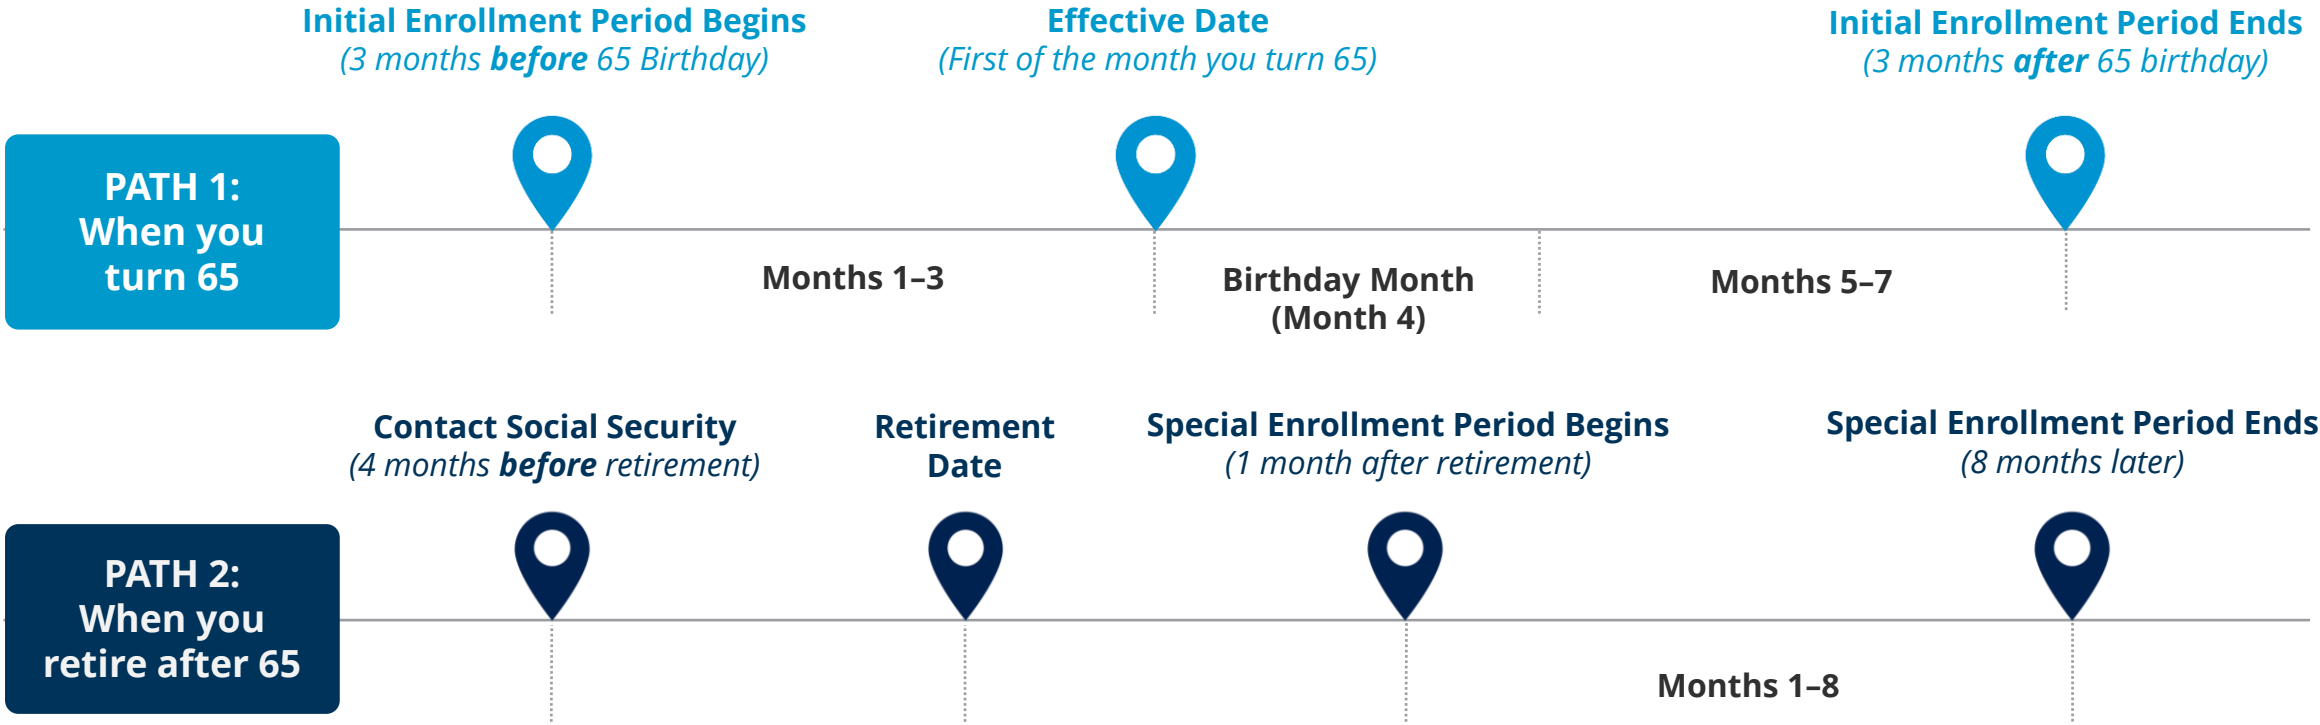 Initial Enrollment Period Begins
(3 months before 65 Birthday)
Effective Date
(First of the month you turn 65)
Initial Enrollment Period Ends
(3 months after 65 birthday)
PATH 1:
When you
turn 65
Months 1–3
Birthday Month
(Month 4)
Months 5–7
Contact Social Security
(4 months before retirement)
Retirement
Date
Special Enrollment Period Begins
(1 month after retirement)
Special Enrollment Period Ends
(8 months later)
PATH 2:
When you
retire after 65
Months 1–8